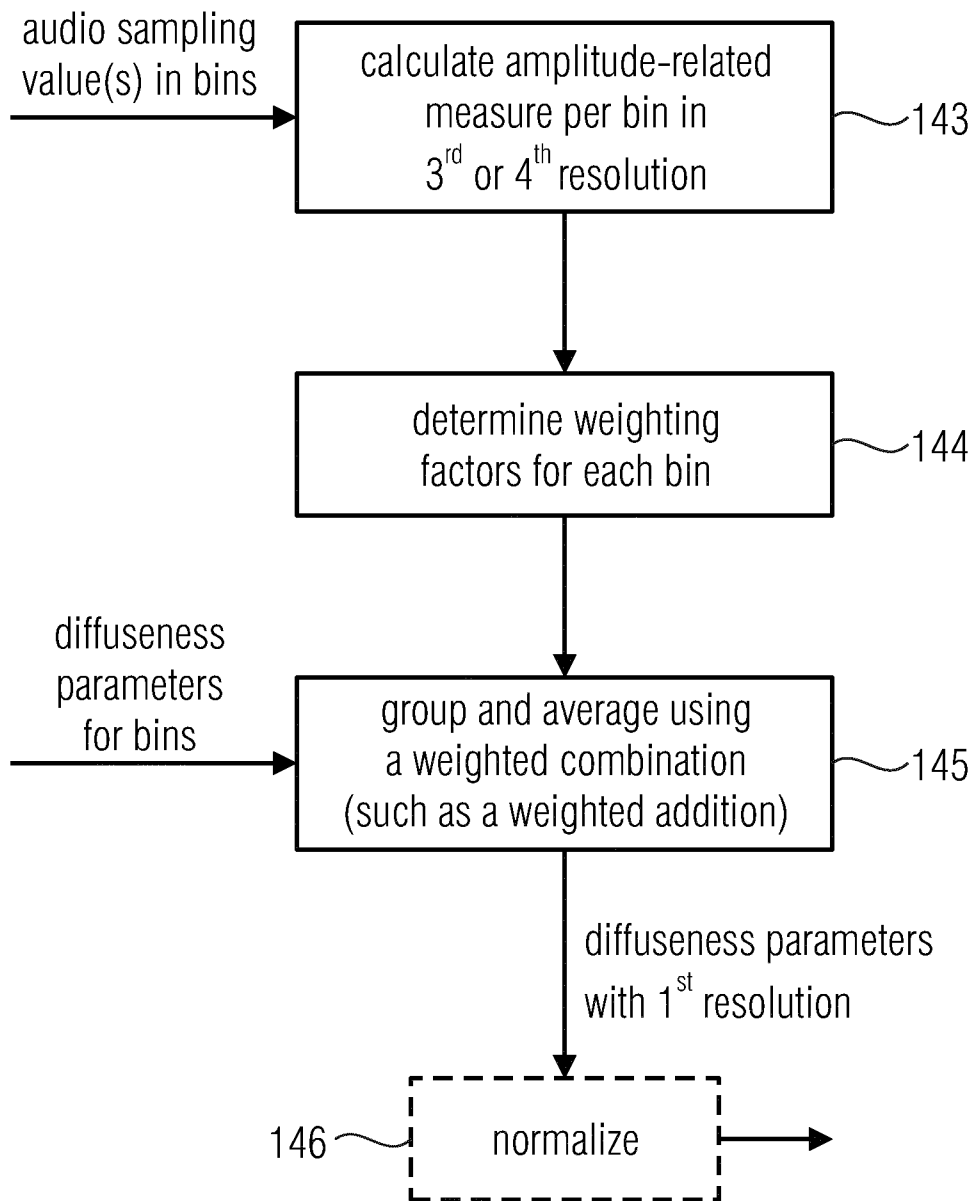 audio sampling
value(s) in bins
calculate amplitude-related
measure per bin in
3rd or 4th resolution
143
determine weighting
factors for each bin
144
diffuseness
parameters
for bins
group and average using
a weighted combination
(such as a weighted addition)
145
diffuseness parameters
with 1st resolution
146
normalize